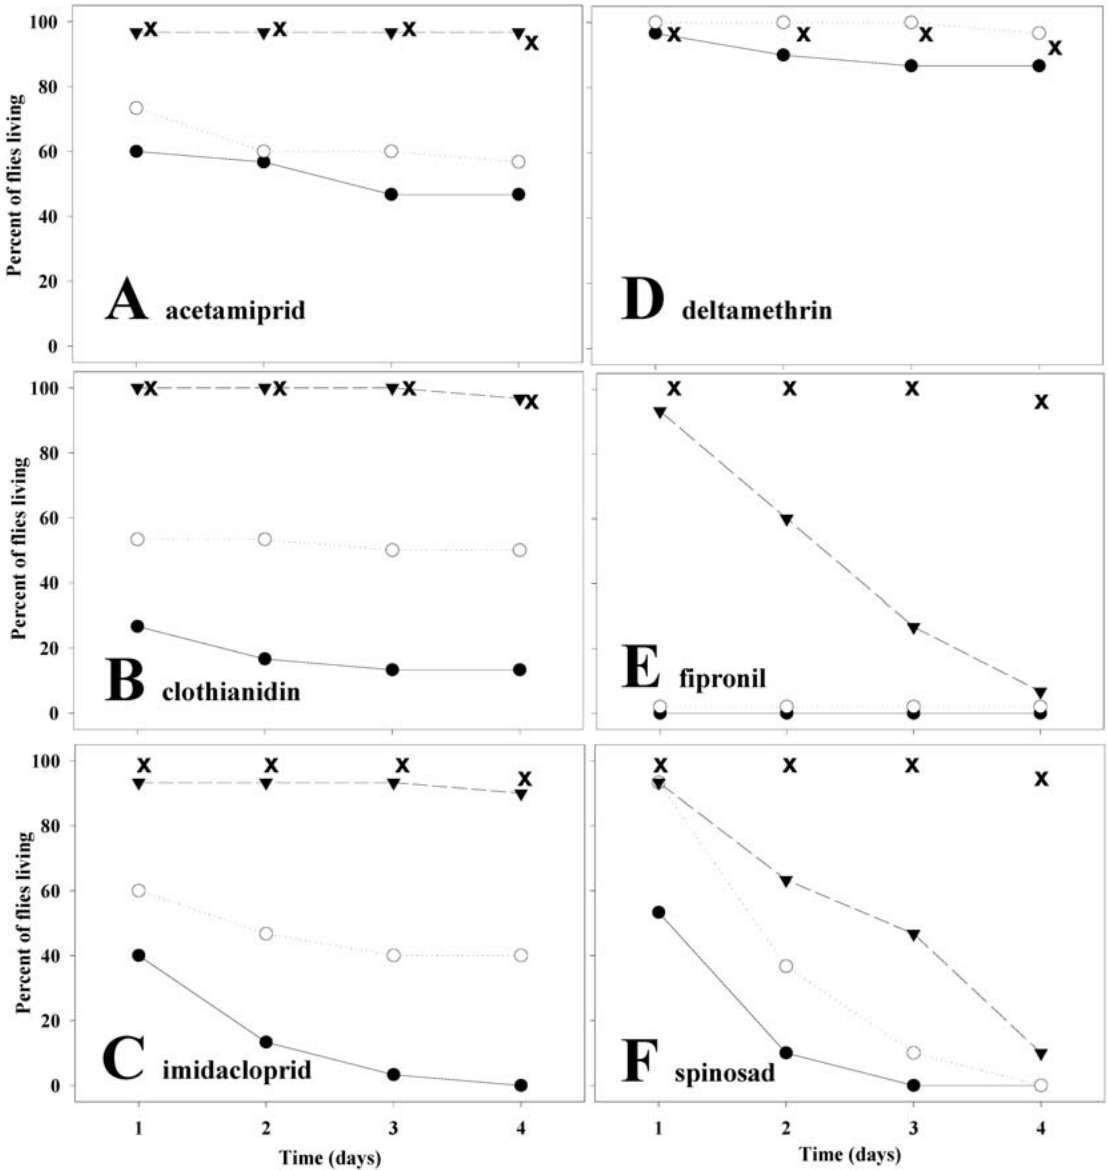 100
80
60
40
20
0
Percent of flies living
A acetamiprid
D deltamethrin
100
80
60
40
20
0
Percent of flies living
B clothianidin
E fipronil
100
80
60
40
20
0
Percent of flies living
C imidacloprid
F spinosad
1 2 3 4
1 2 3 4
Time (days)
Time (days)